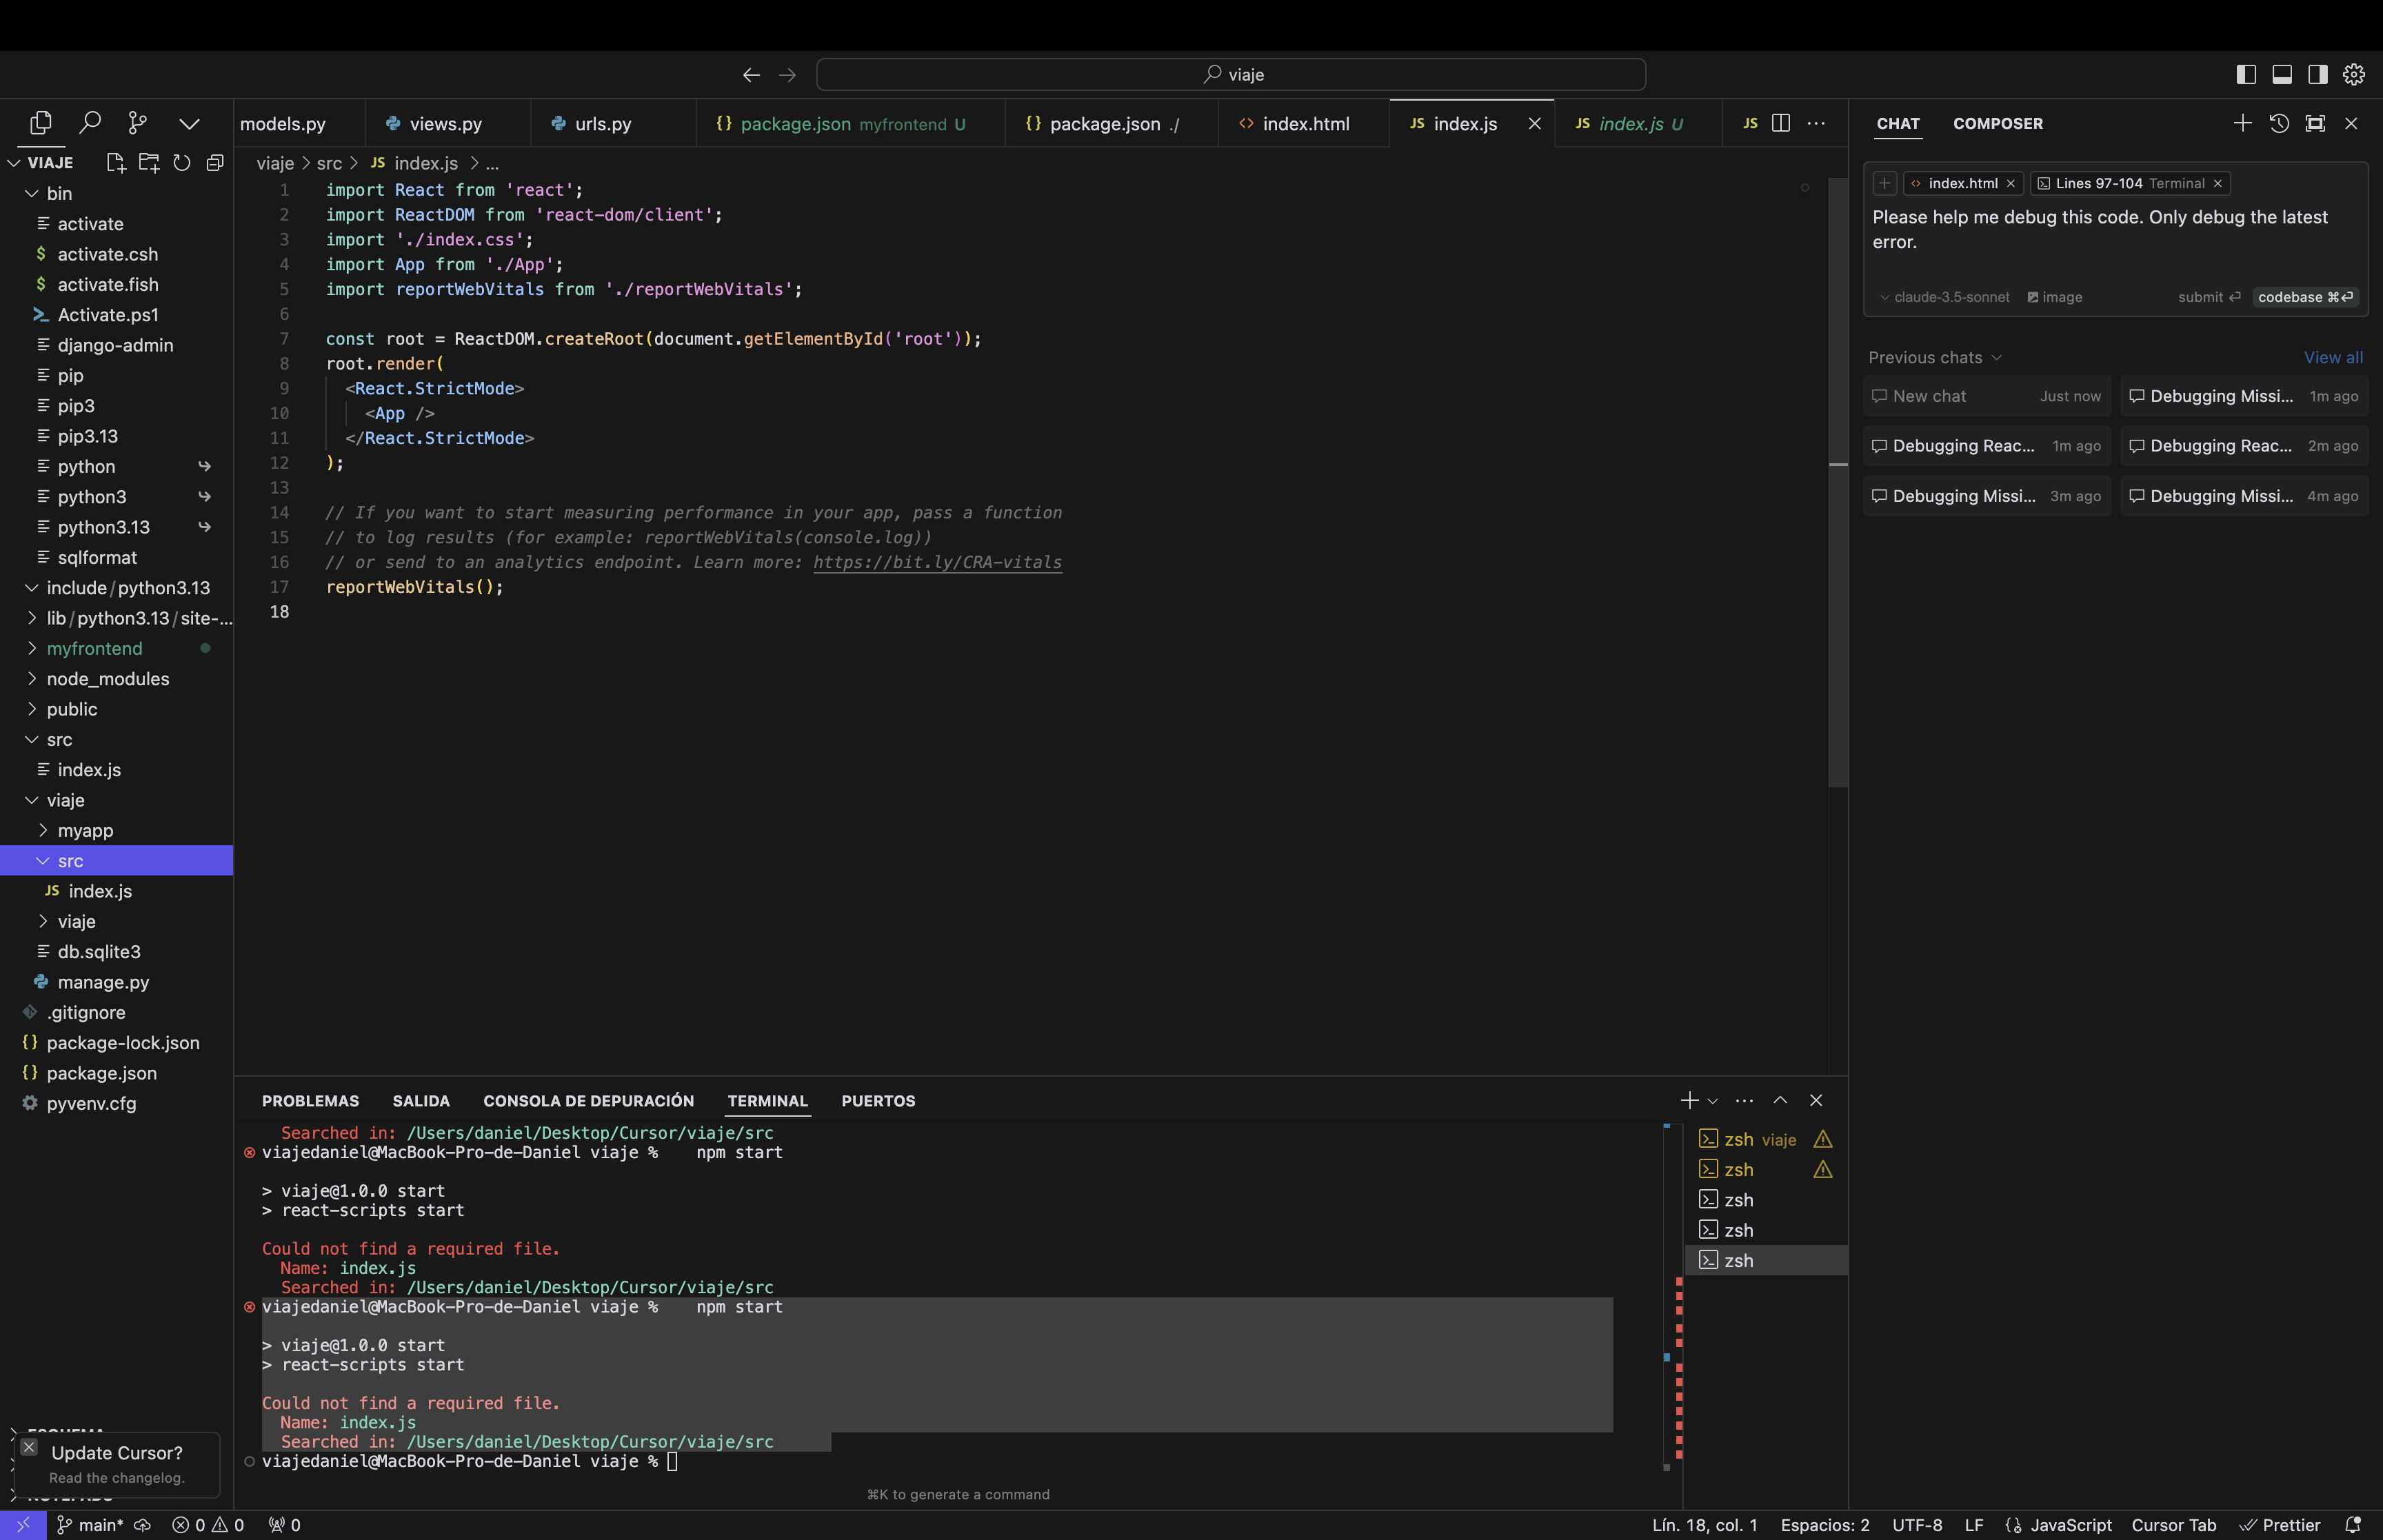 viaje
models.py
views.py
urls.py
package.json myfrontend U
package.json ./
index.html
index.js
index.js U
CHAT
COMPOSER
VIAJE
bin
activate
activate.csh
activate.fish
Activate.ps1
django-admin
pip
pip3
pip3.13
python
python3
python3.13
sqlformat
include/python3.13
lib/python3.13/site-...
myfrontend
node_modules
public
src
index.js
viaje
myapp
src
JS index.js
viaje
db.sqlite3
manage.py
.gitignore
package-lock.json
package.json
pyvenv.cfg
Update Cursor?
Read the changelog.
viaje > src > JS index.js > ...
1 import React from 'react';
2 import ReactDOM from 'react-dom/client';
3 import './index.css';
4 import App from './App';
5 import reportWebVitals from './reportWebVitals';
6
7 const root = ReactDOM.createRoot(document.getElementById('root'));
8 root.render(
9 <React.StrictMode>
10 <App />
11 </React.StrictMode>
12 );
13
14 // If you want to start measuring performance in your app, pass a function
15 // to log results (for example: reportWebVitals(console.log))
16 // or send to an analytics endpoint. Learn more: https://bit.ly/CRA-vitals
17 reportWebVitals();
18
PROBLEMAS
SALIDA
CONSOLA DE DEPURACIÓN
TERMINAL
PUERTOS
Searched in: /Users/daniel/Desktop/Cursor/viaje/src
viajedaniel@MacBook-Pro-de-Daniel viaje % npm start
> viaje@1.0.0 start
> react-scripts start
Could not find a required file.
Name: index.js
Searched in: /Users/daniel/Desktop/Cursor/viaje/src
viajedaniel@MacBook-Pro-de-Daniel viaje % npm start
> viaje@1.0.0 start
> react-scripts start
Could not find a required file.
Name: index.js
Searched in: /Users/daniel/Desktop/Cursor/viaje/src
viajedaniel@MacBook-Pro-de-Daniel viaje %
⌘K to generate a command
zsh viaje
zsh
zsh
zsh
zsh
index.html
Lines 97-104 Terminal
Please help me debug this code. Only debug the latest
error.
claude-3.5-sonnet
image
submit
codebase ⌘
Previous chats
View all
New chat Just now
Debugging Missi... 1m ago
Debugging Reac... 1m ago
Debugging Reac... 2m ago
Debugging Missi... 3m ago
Debugging Missi... 4m ago
main*
0
0
0
Lín. 18, col. 1
Espacios: 2
UTF-8
LF
JavaScript
Cursor Tab
Prettier